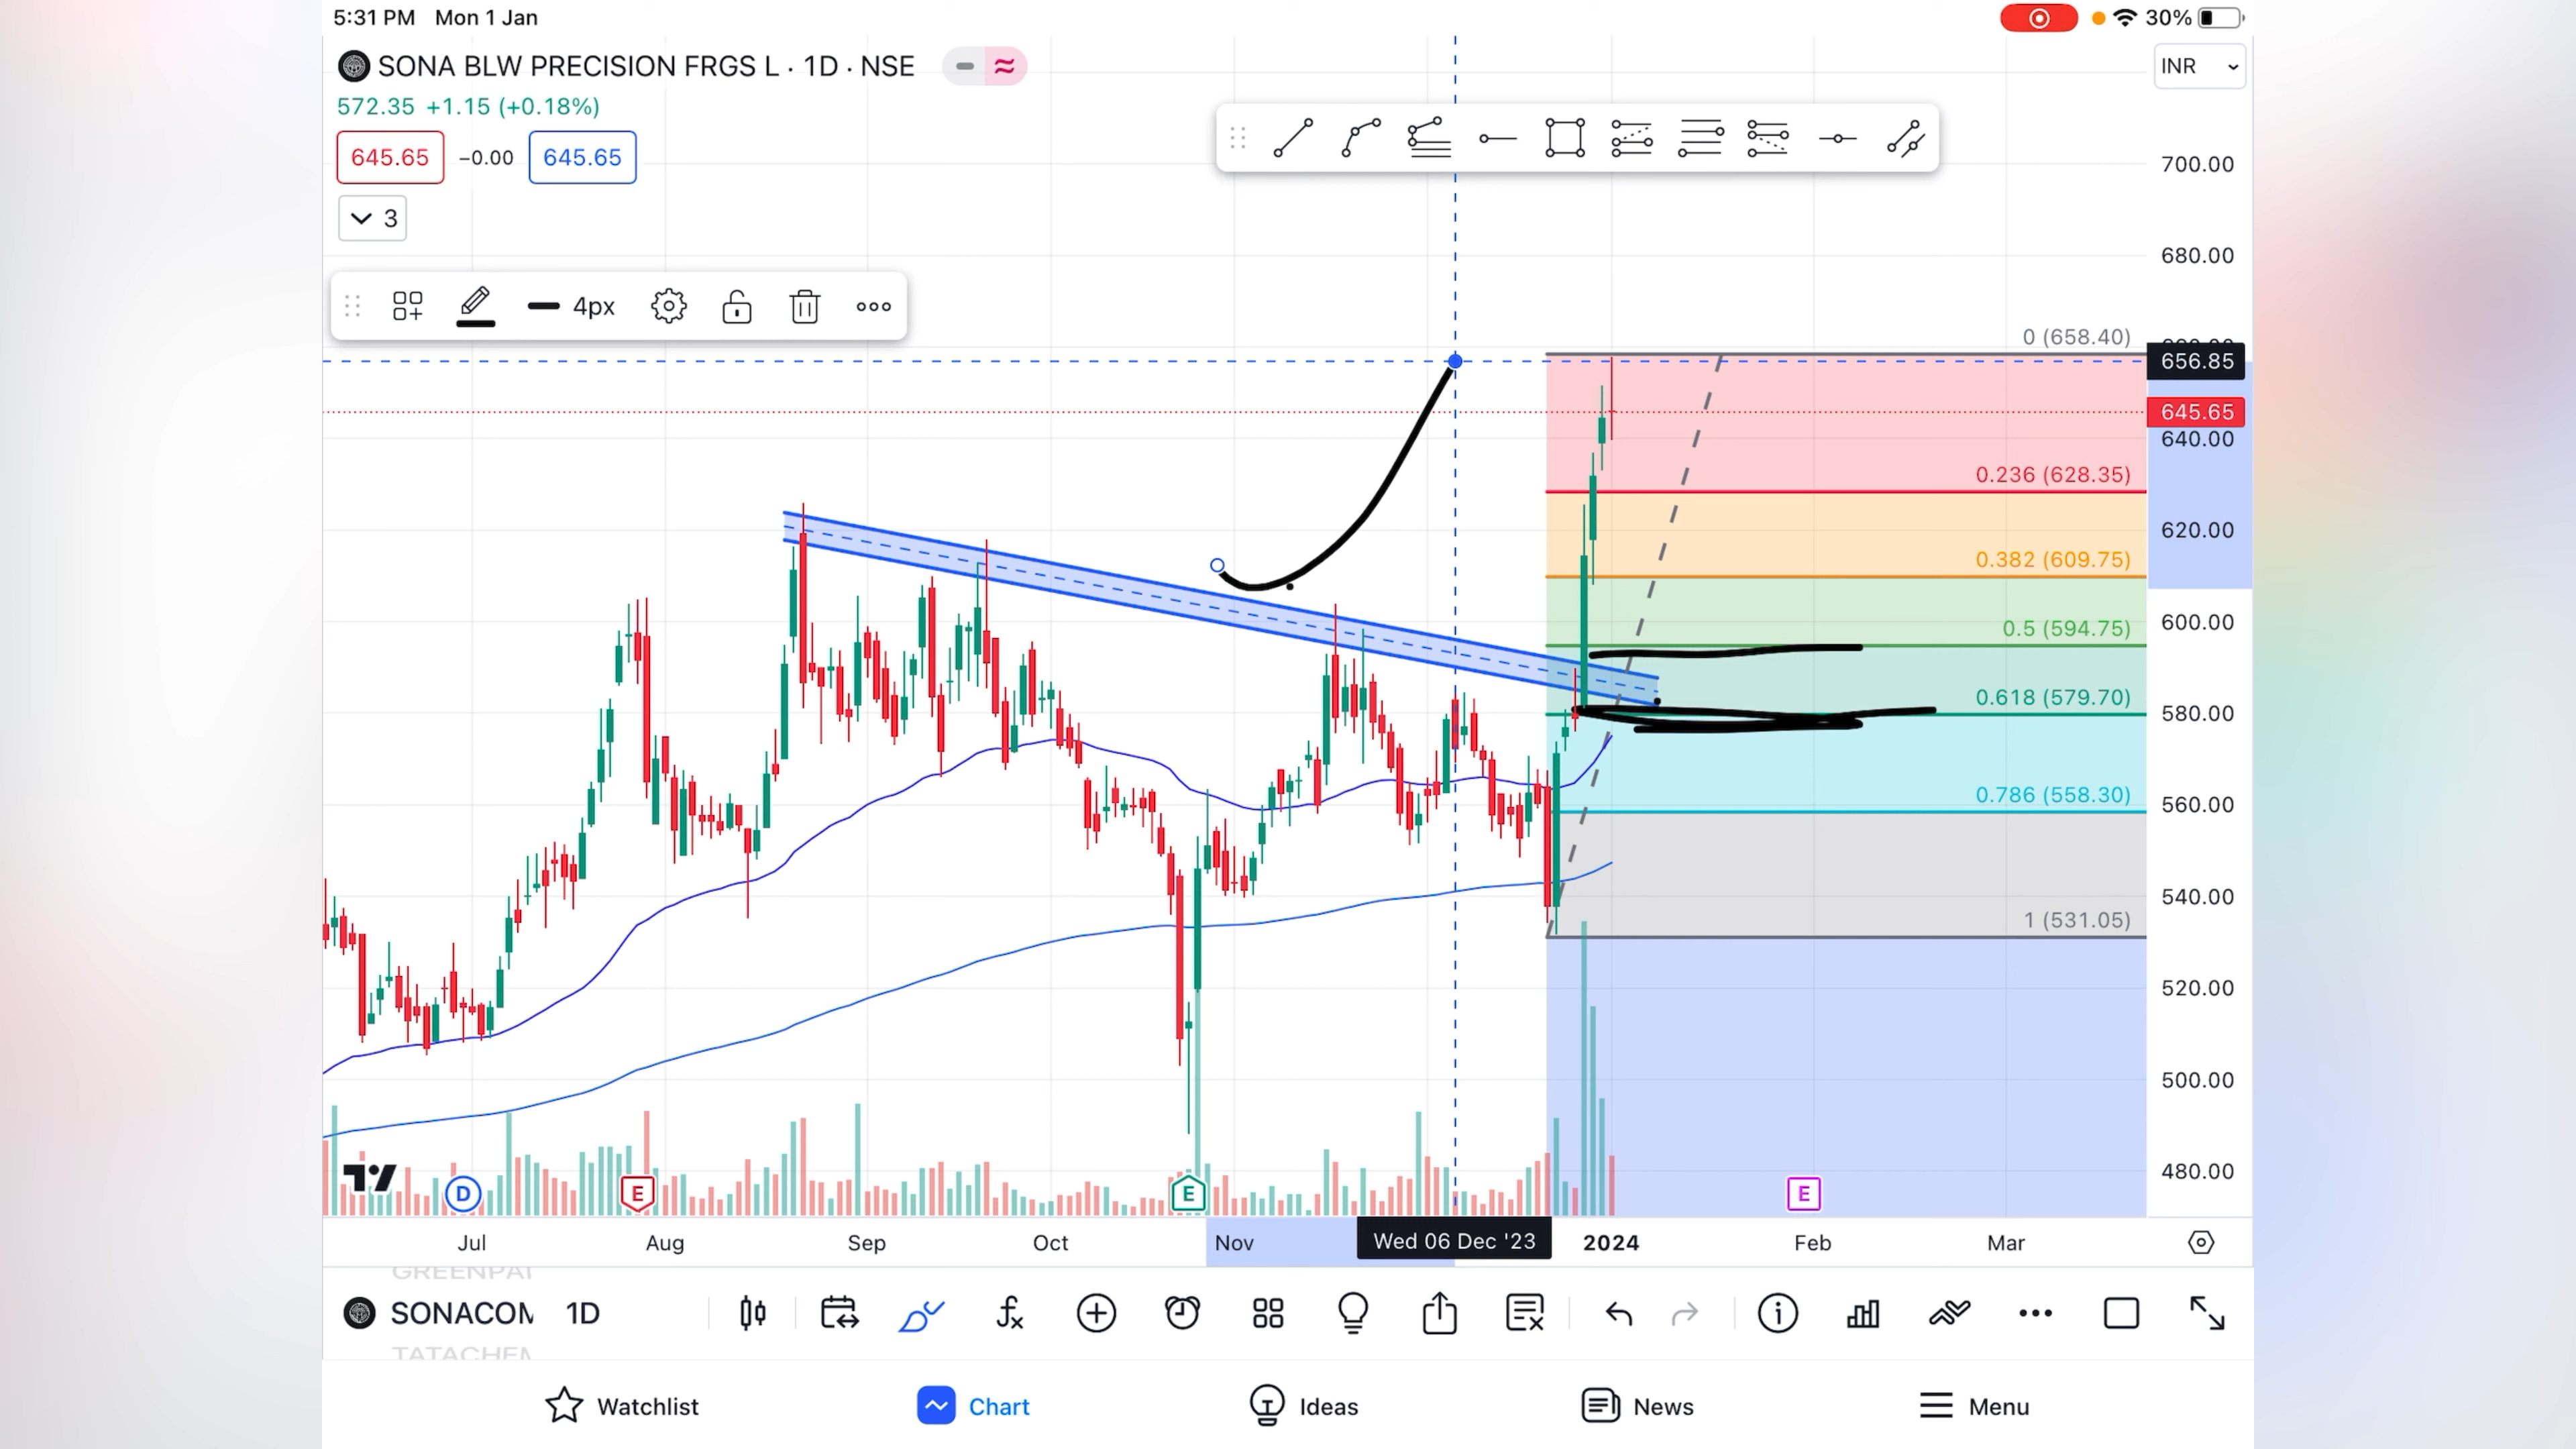 5:31 PM Mon 1 Jan
30%
SONA BLW PRECISION FRGS L · 1D · NSE
INR
572.35 +1.15 (+0.18%)
645.65 −0.00 645.65
3
4px
700.00
680.00
0 (658.40)
656.85
645.65
640.00
0.236 (628.35)
620.00
0.382 (609.75)
600.00
0.5 (594.75)
0.618 (579.70)
580.00
0.786 (558.30)
560.00
540.00
1 (531.05)
520.00
500.00
480.00
D
E
E
E
Jul Aug Sep Oct Nov Wed 06 Dec '23 2024 Feb Mar
SONACOM 1D
Watchlist Chart Ideas News Menu